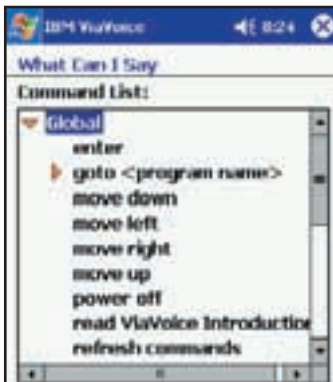 IBM ViaVoice 8:24
What Can I Say
Command List:
Global
enter
goto <program name>
move down
move left
move right
move up
power off
read ViaVoice Introduction
refresh commands